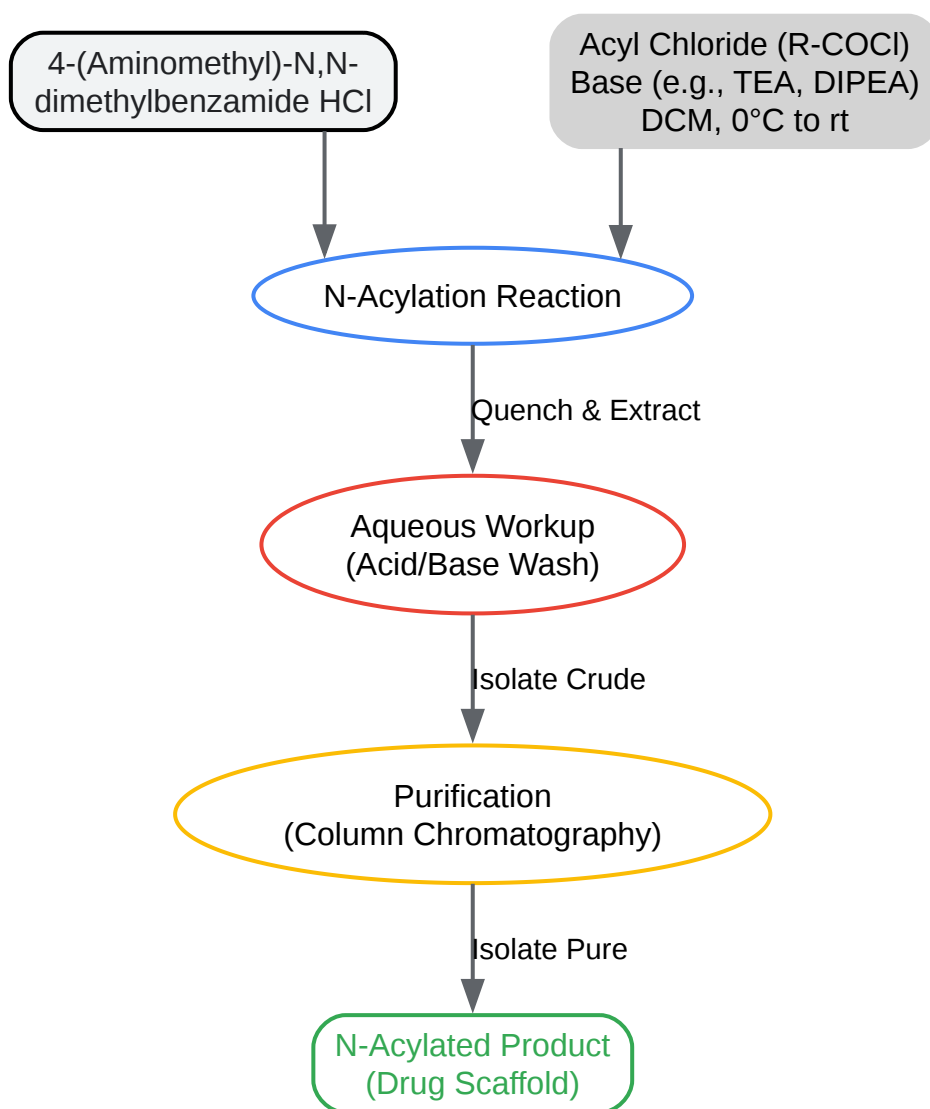 4-(Aminomethyl)-N,N-
dimethylbenzamide HCl
Acyl Chloride (R-COCl)
Base (e.g., TEA, DIPEA)
DCM, 0°C to rt
N-Acylation Reaction
Quench & Extract
Aqueous Workup
(Acid/Base Wash)
Isolate Crude
Purification
(Column Chromatography)
Isolate Pure
N-Acylated Product
(Drug Scaffold)